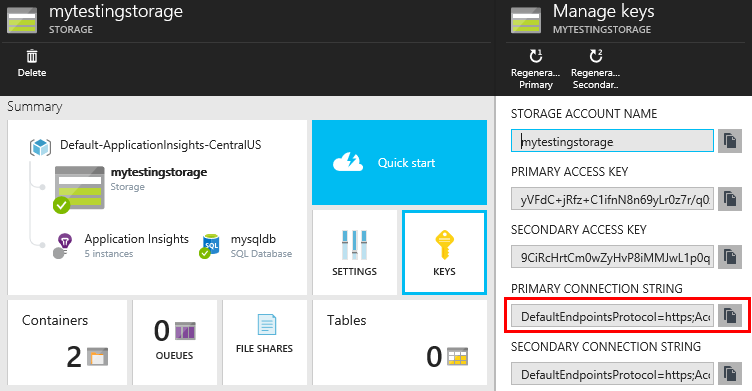 mytestingstorage
STORAGE
Delete
Summary
Default-ApplicationInsights-CentralUS
mytestingstorage
Storage
Application Insights
5 instances
SQL
mysqldb
SQL Database
Quick start
SETTINGS
KEYS
Containers
2
0
QUEUES
FILE SHARES
Tables
0
Manage keys
MYTESTINGSTORAGE
1
Regenera...
Primary
2
Regenera...
Secondar..
STORAGE ACCOUNT NAME
mytestingstorage
PRIMARY ACCESS KEY
yVFdC+jRfz+C1ifnN8n69yLr0z7r/q0
SECONDARY ACCESS KEY
9CiRcHrtCm0wZyHvP8iMMJwL1p0q
PRIMARY CONNECTION STRING
DefaultEndpointsProtocol=https;Acc
SECONDARY CONNECTION STRING
DefaultEndpointsProtocol=https;Acc